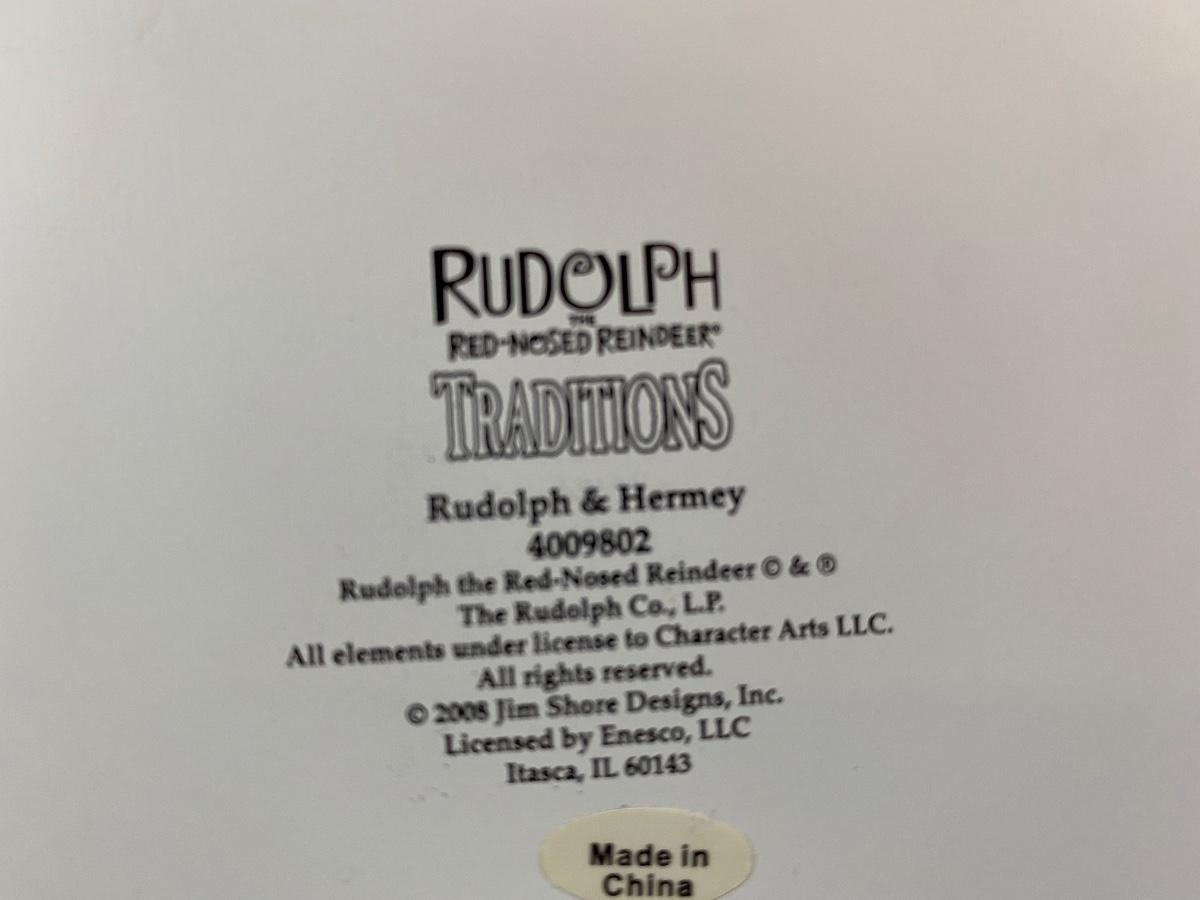 RUDOLPH
THE
RED-NOSED REINDEER®
TRADITIONS
Rudolph & Hermey
4009802
Rudolph the Red-Nosed Reindeer © & ®
The Rudolph Co., L.P.
All elements under license to Character Arts LLC.
All rights reserved.
© 2008 Jim Shore Designs, Inc.
Licensed by Enesco, LLC
Itasca, IL 60143
Made in
China